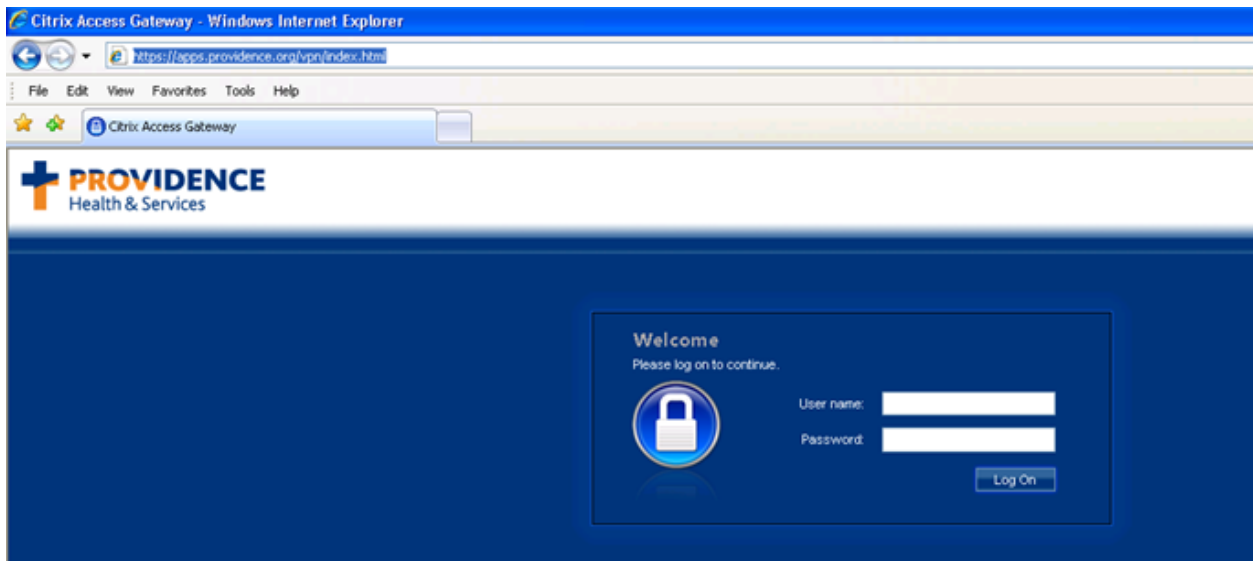 Citrix Access Gateway - Windows Internet Explorer
https://apps.providence.org/vpn/index.html
File Edit View Favorites Tools Help
Citrix Access Gateway
PROVIDENCE
Health & Services
Welcome
Please log on to continue.
User name:
Password:
Log On